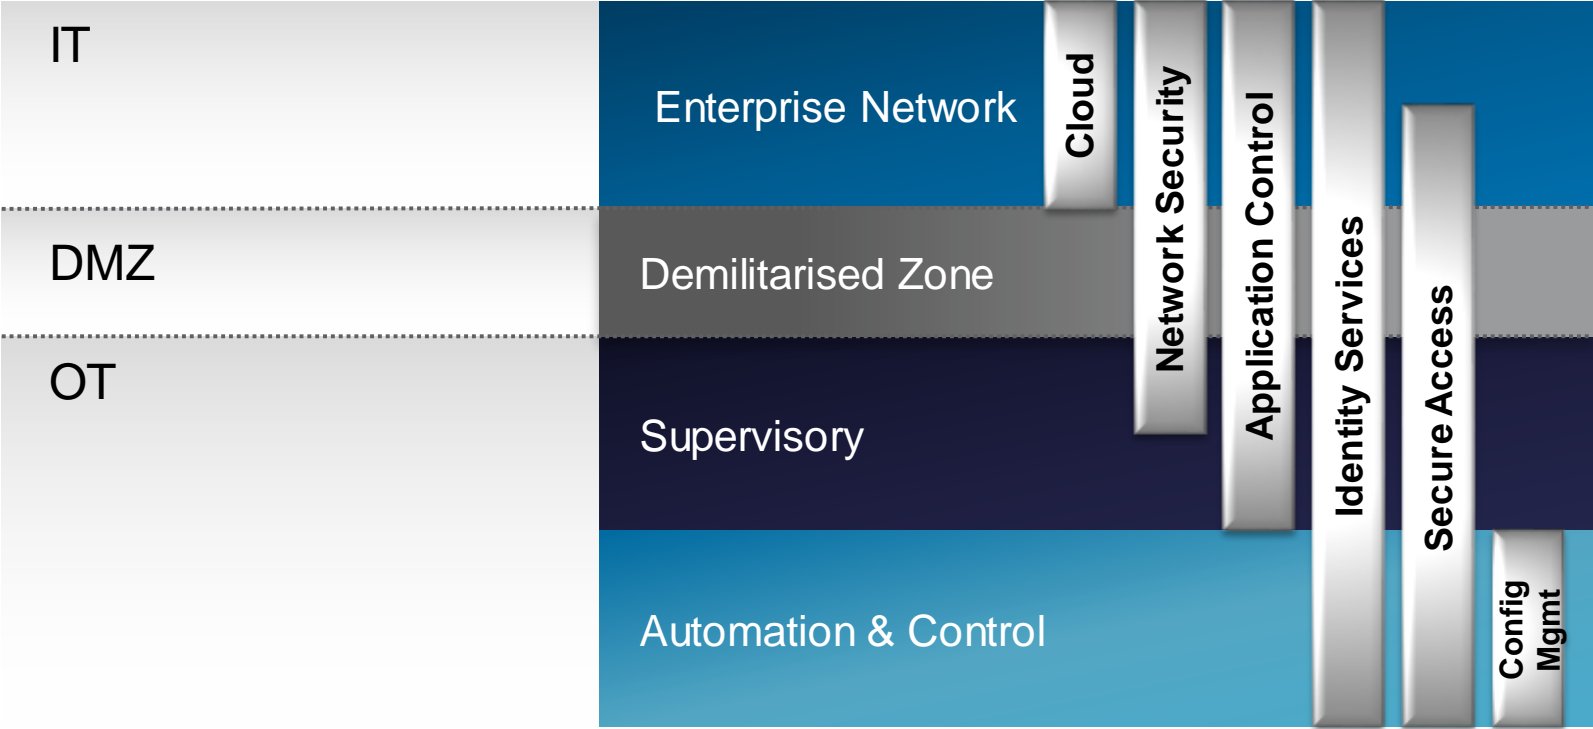 IT
DMZ
OT
Enterprise Network
Demilitarised Zone
Supervisory
Automation & Control
Cloud
Network Security
Application Control
Identity Services
Secure Access
Config
Mgmt